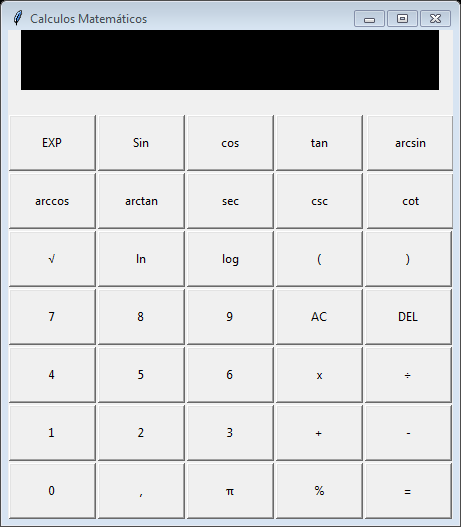 Calculos Matemáticos
EXP Sin cos tan arcsin
arccos arctan sec csc cot
√ ln log ( )
7 8 9 AC DEL
4 5 6 x ÷
1 2 3 + -
0 , π % =